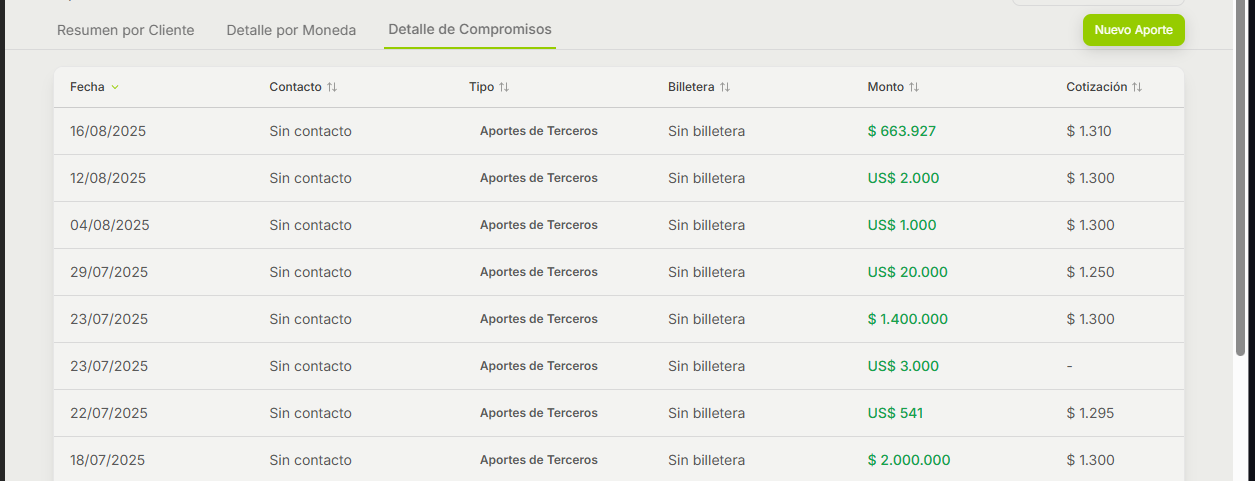 Resumen por Cliente Detalle por Moneda Detalle de Compromisos Nuevo Aporte
Fecha Contacto Tipo Billetera Monto Cotización
16/08/2025 Sin contacto Aportes de Terceros Sin billetera $ 663.927 $ 1.310
12/08/2025 Sin contacto Aportes de Terceros Sin billetera US$ 2.000 $ 1.300
04/08/2025 Sin contacto Aportes de Terceros Sin billetera US$ 1.000 $ 1.300
29/07/2025 Sin contacto Aportes de Terceros Sin billetera US$ 20.000 $ 1.250
23/07/2025 Sin contacto Aportes de Terceros Sin billetera $ 1.400.000 $ 1.300
23/07/2025 Sin contacto Aportes de Terceros Sin billetera US$ 3.000 -
22/07/2025 Sin contacto Aportes de Terceros Sin billetera US$ 541 $ 1.295
18/07/2025 Sin contacto Aportes de Terceros Sin billetera $ 2.000.000 $ 1.300